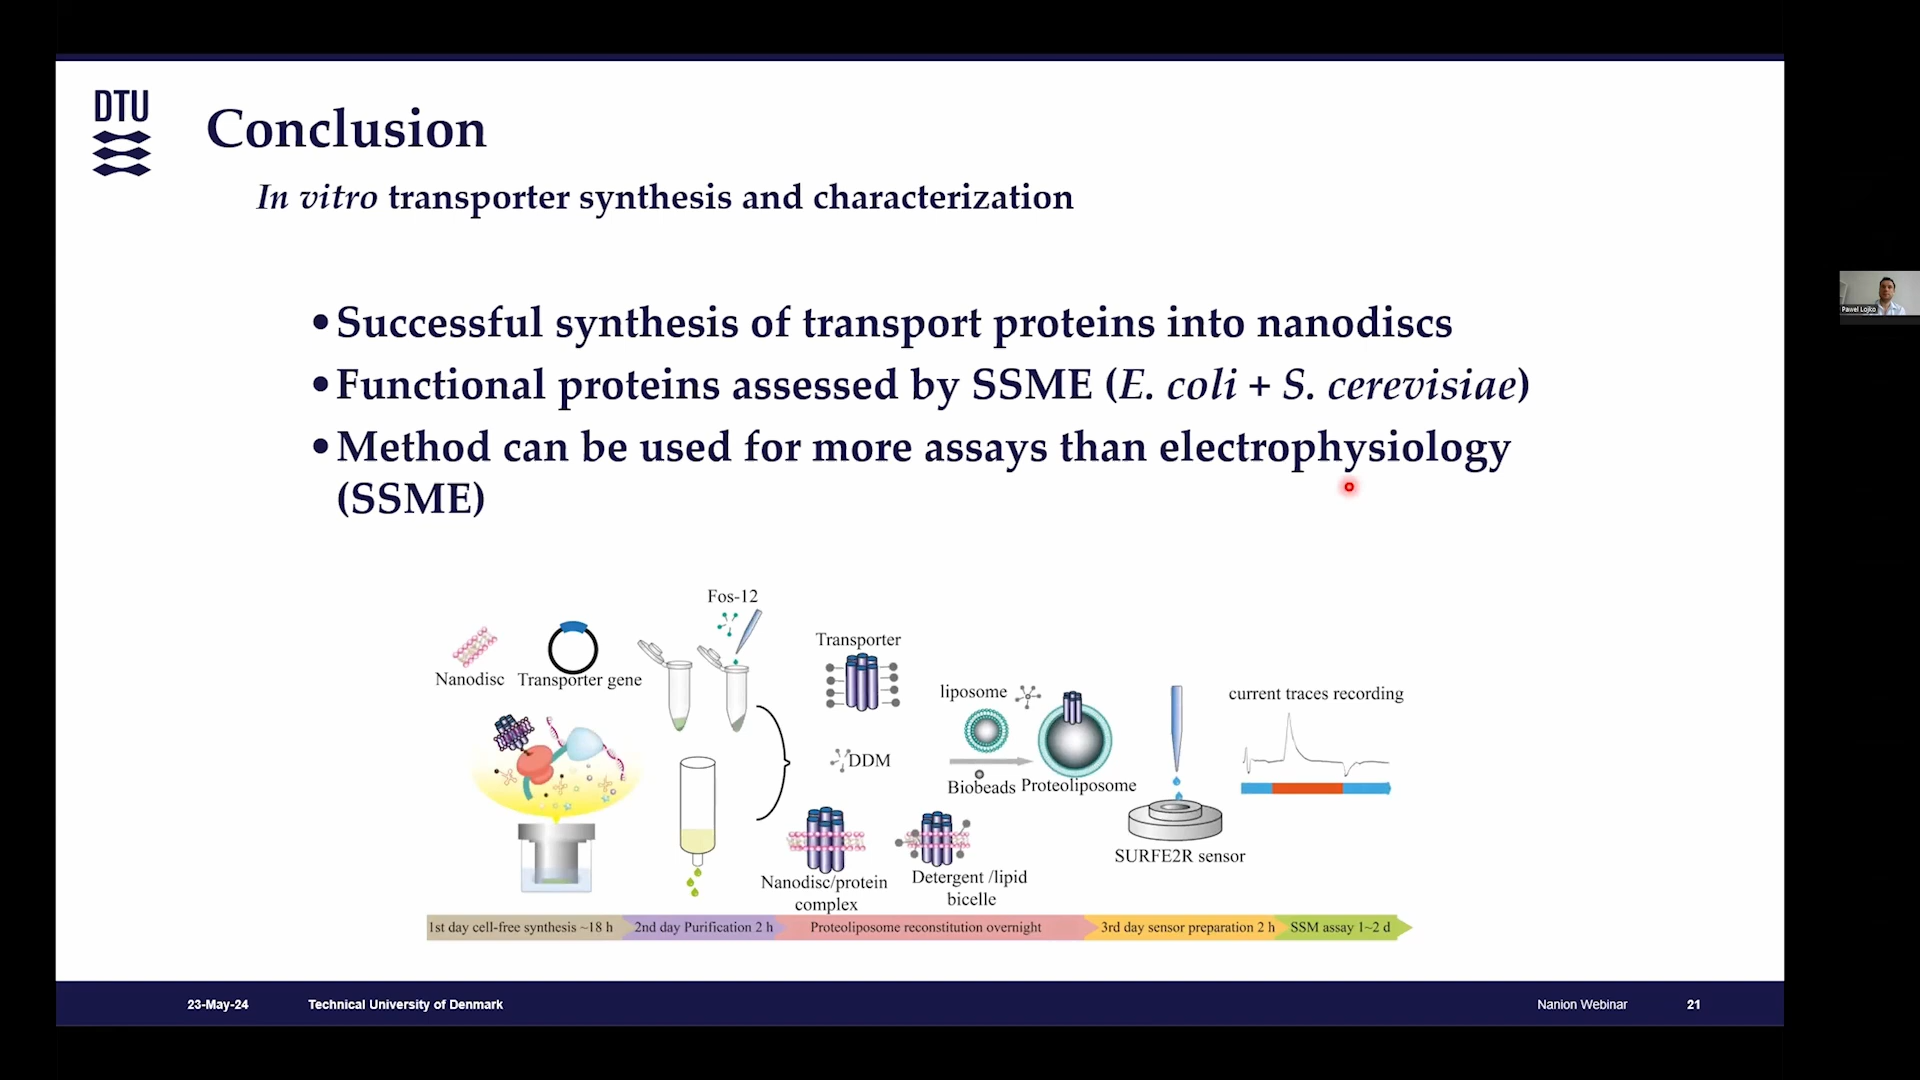 DTU
Conclusion
In vitro transporter synthesis and characterization
•Successful synthesis of transport proteins into nanodiscs
•Functional proteins assessed by SSME (E. coli + S. cerevisiae)
•Method can be used for more assays than electrophysiology
(SSME)
Fos-12
Nanodisc
Transporter gene
Transporter
DDM
Nanodisc/protein
complex
Detergent /lipid
bicelle
liposome
Biobeads
Proteoliposome
SURFE2R sensor
current traces recording
1st day cell-free synthesis ~18 h
2nd day Purification 2 h
Proteoliposome reconstitution overnight
3rd day sensor preparation 2 h
SSM assay 1~2 d
23-May-24
Technical University of Denmark
Nanion Webinar
21
Pawel Lojko